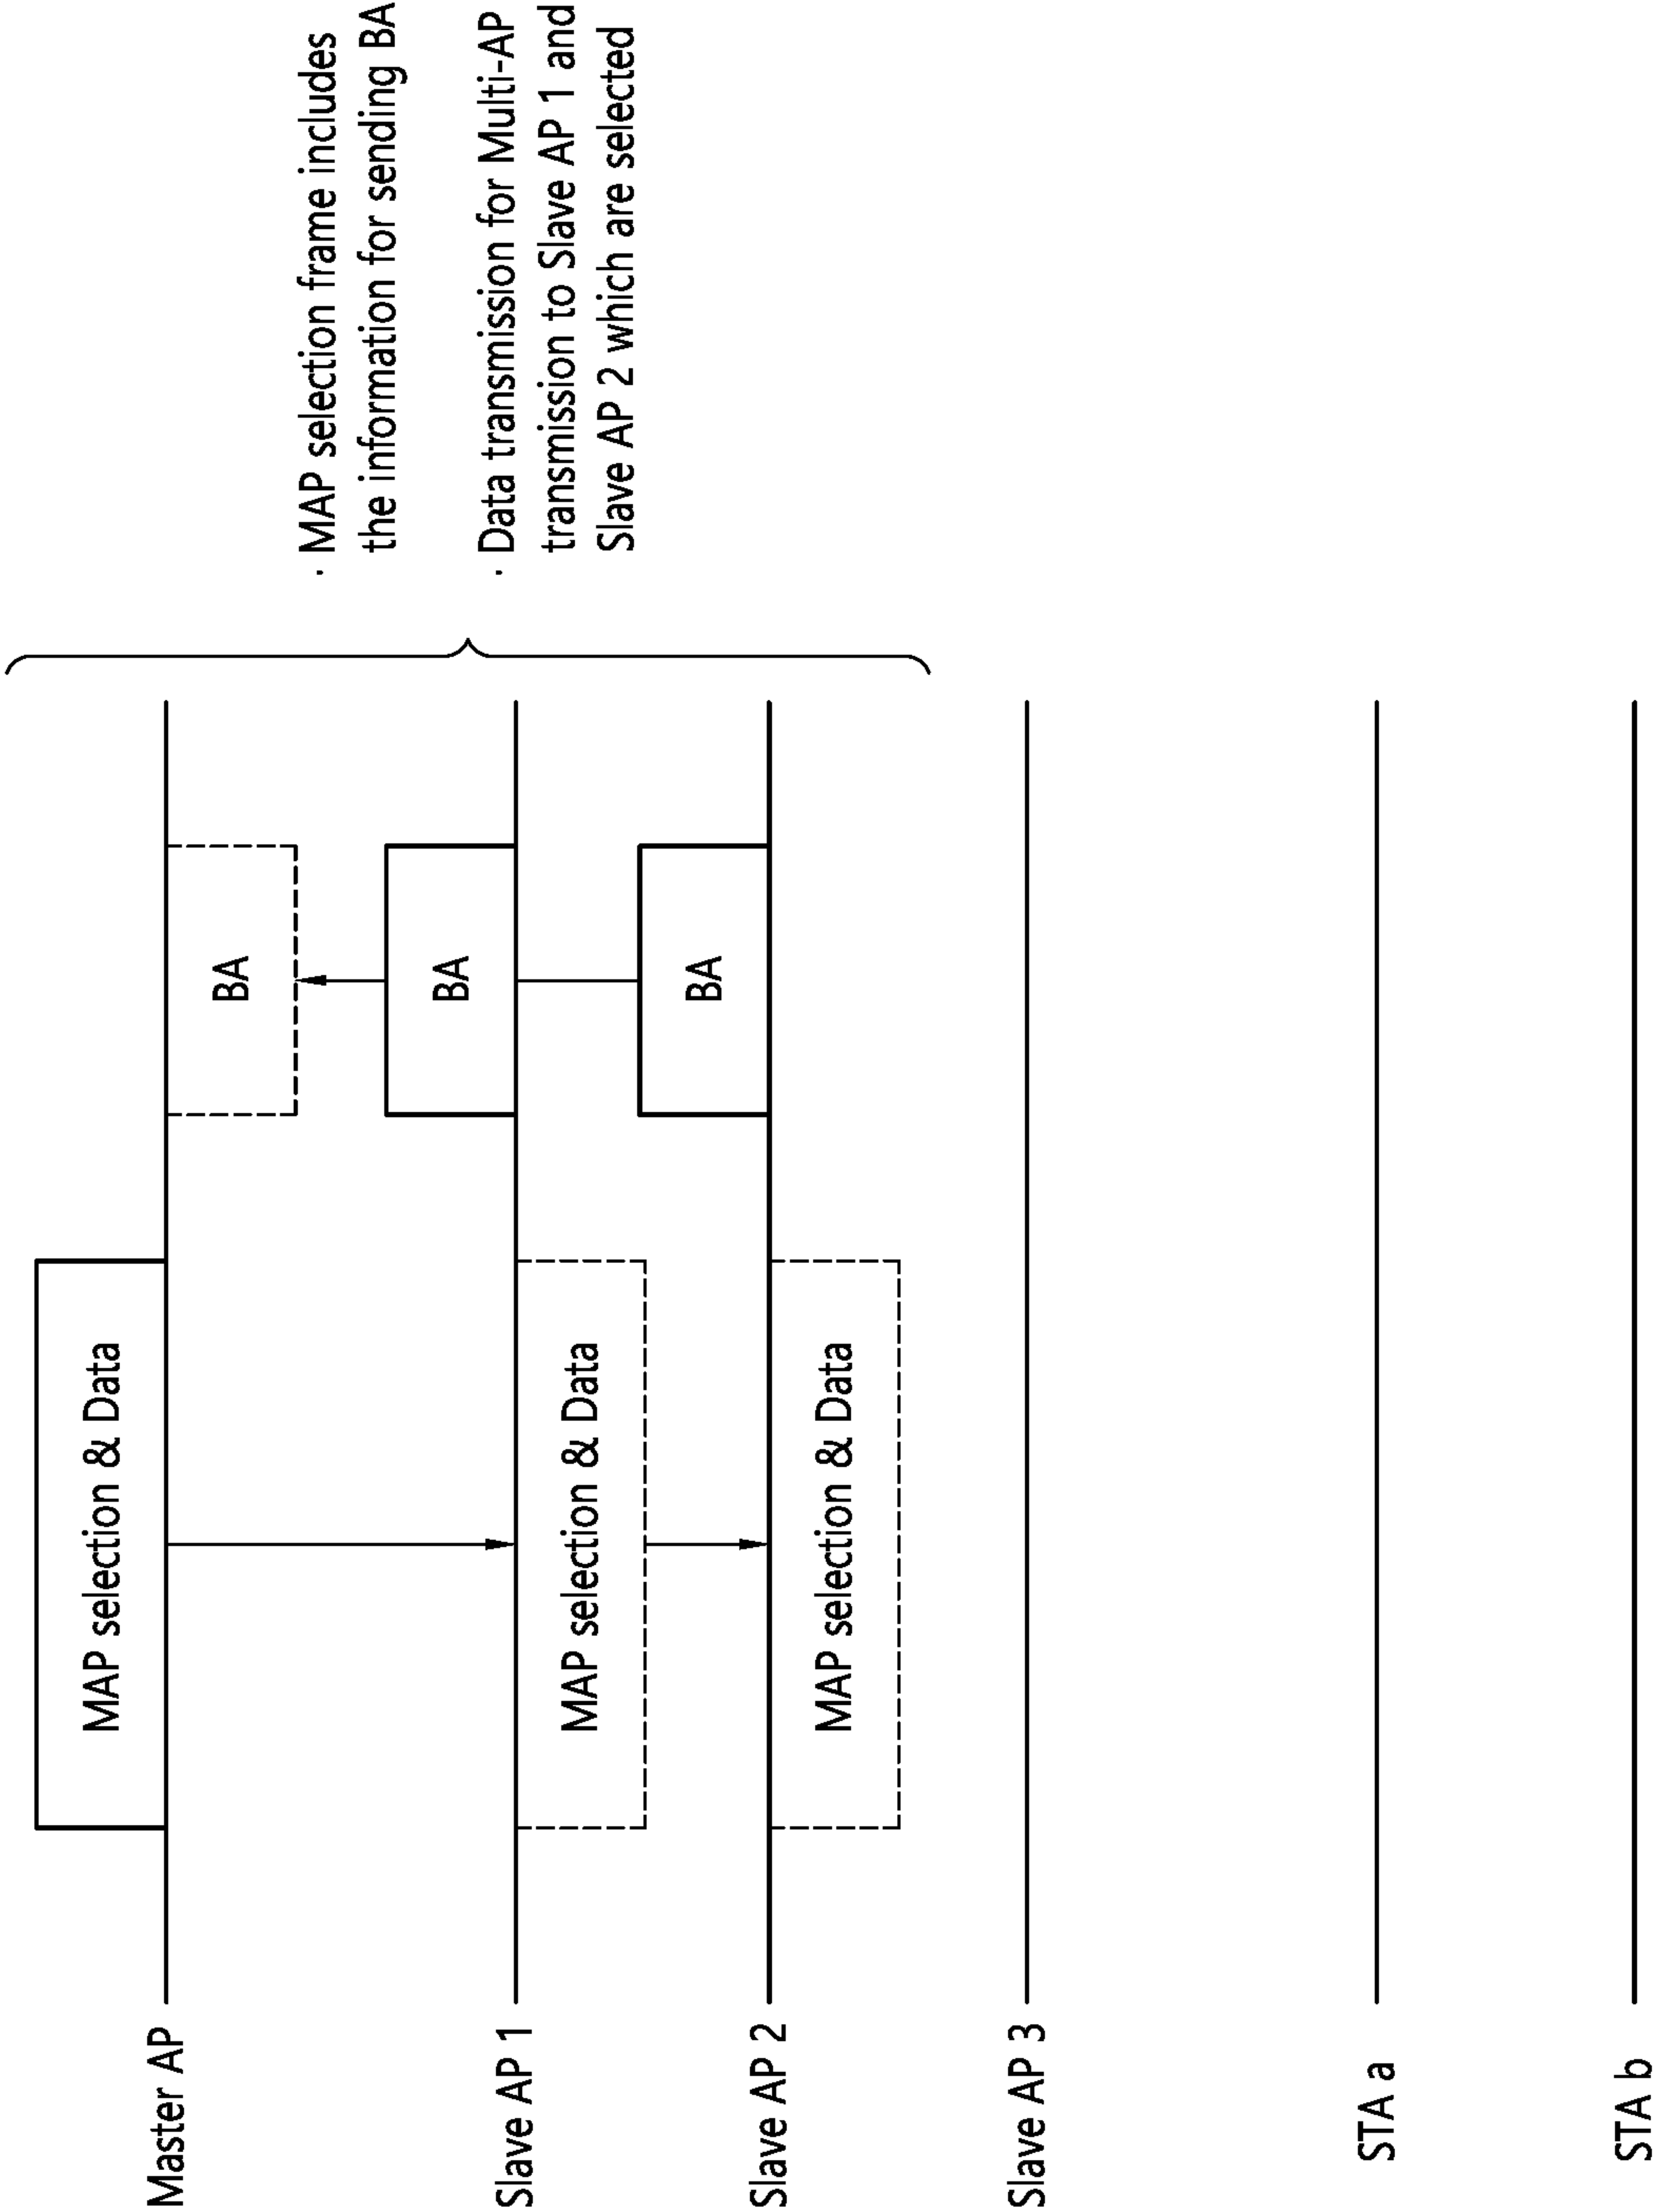 Master AP
MAP selection & Data
BA
Slave AP 1
MAP selection & Data
BA
Slave AP 2
MAP selection & Data
BA
Slave AP 3
STA a
STA b
· MAP selection frame includes
the information for sending BA
· Data transmission for Multi-AP
transmission to Slave AP 1 and
Slave AP 2 which are selected